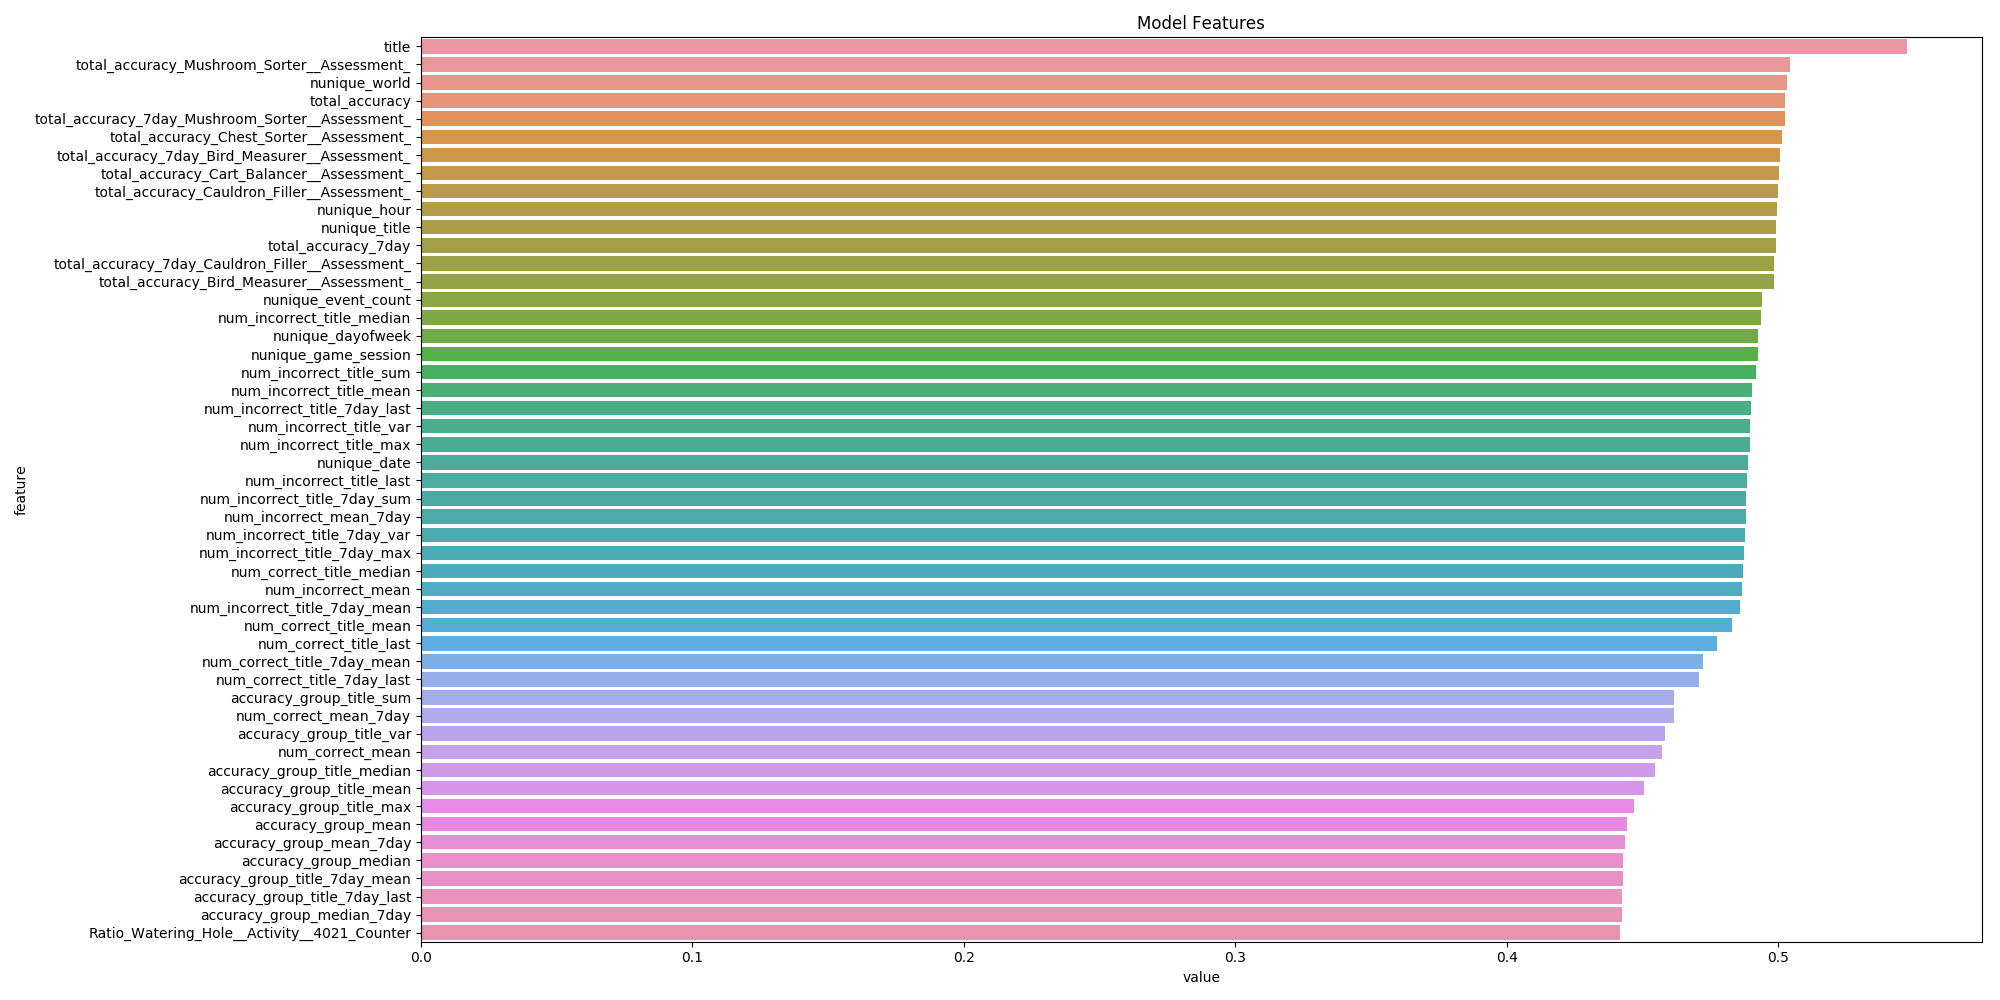 Model Features
title
total_accuracy_Mushroom_Sorter__Assessment_
nunique_world
total_accuracy
total_accuracy_7day_Mushroom_Sorter__Assessment_
total_accuracy_Chest_Sorter__Assessment_
total_accuracy_7day_Bird_Measurer__Assessment_
total_accuracy_Cart_Balancer__Assessment_
total_accuracy_Cauldron_Filler__Assessment_
nunique_hour
nunique_title
total_accuracy_7day
total_accuracy_7day_Cauldron_Filler__Assessment_
total_accuracy_Bird_Measurer__Assessment_
nunique_event_count
num_incorrect_title_median
nunique_dayofweek
nunique_game_session
num_incorrect_title_sum
num_incorrect_title_mean
num_incorrect_title_7day_last
num_incorrect_title_var
num_incorrect_title_max
nunique_date
num_incorrect_title_last
num_incorrect_title_7day_sum
num_incorrect_mean_7day
num_incorrect_title_7day_var
num_incorrect_title_7day_max
num_correct_title_median
num_incorrect_mean
num_incorrect_title_7day_mean
num_correct_title_mean
num_correct_title_last
num_correct_title_7day_mean
num_correct_title_7day_last
accuracy_group_title_sum
num_correct_mean_7day
accuracy_group_title_var
num_correct_mean
accuracy_group_title_median
accuracy_group_title_mean
accuracy_group_title_max
accuracy_group_mean
accuracy_group_mean_7day
accuracy_group_median
accuracy_group_title_7day_mean
accuracy_group_title_7day_last
accuracy_group_median_7day
Ratio_Watering_Hole__Activity__4021_Counter
feature
0.0 0.1 0.2 0.3 0.4 0.5
value